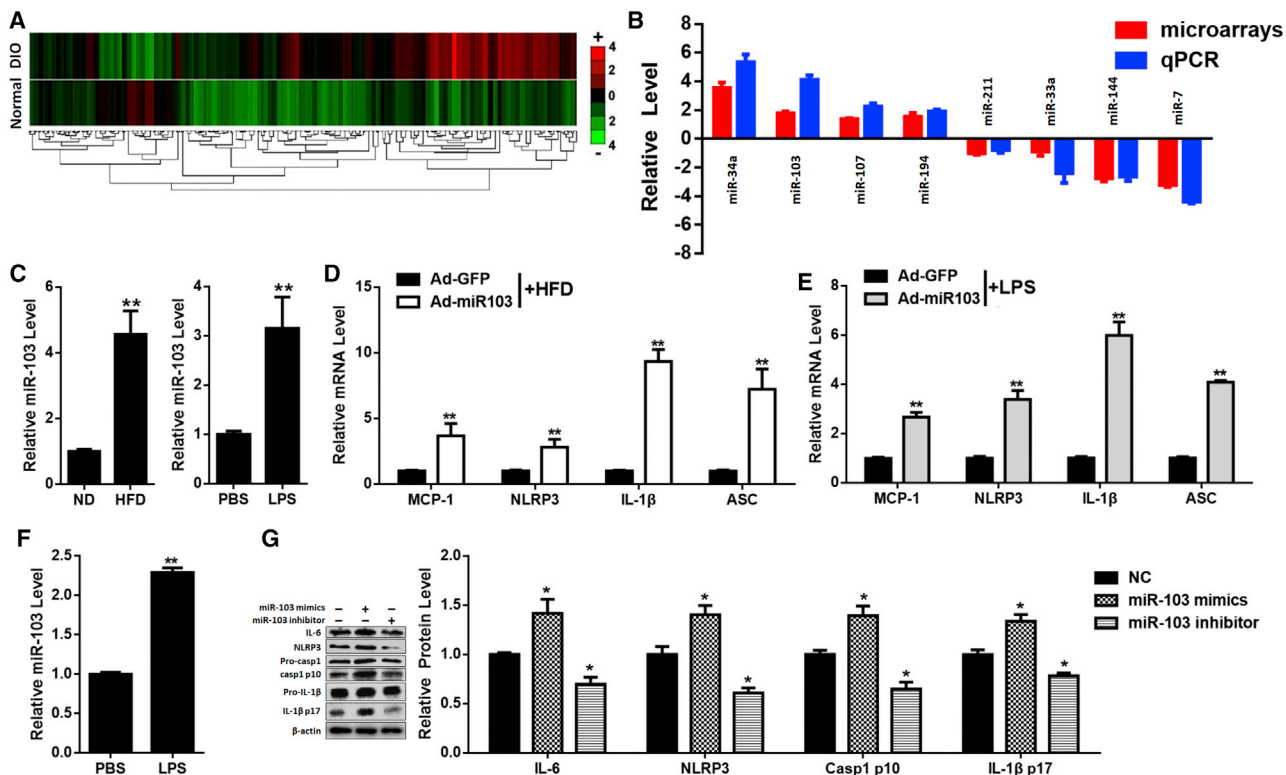 A
DIO
Normal
+
4
2
0
2
4
-
B
microarrays
qPCR
Relative Level
8
6
4
2
0
-2
-4
-6
-8
miR-34a
miR-103
miR-107
miR-194
miR-211
miR-33a
miR-144
miR-7
C
Relative miR-103 Level
6
4
2
0
**
ND
HFD
Relative miR-103 Level
4
3
2
1
0
**
PBS
LPS
D
Ad-GFP
Ad-miR103
+HFD
Relative mRNA Level
15
10
5
0
**
**
**
**
MCP-1
NLRP3
IL-1β
ASC
E
Ad-GFP
Ad-miR103
+LPS
Relative mRNA Level
8
6
4
2
0
**
**
**
**
MCP-1
NLRP3
IL-1β
ASC
F
Relative miR-103 Level
2.5
2.0
1.5
1.0
0.5
0.0
**
PBS
LPS
G
miR-103 mimics − + −
miR-103 inhibitor − − +
IL-6
NLRP3
Pro-casp1
casp1 p10
Pro-IL-1β
IL-1β p17
β-actin
Relative Protein Level
2.0
1.5
1.0
0.5
0.0
*
*
*
*
*
*
*
*
IL-6
NLRP3
Casp1 p10
IL-1β p17
NC
miR-103 mimics
miR-103 inhibitor